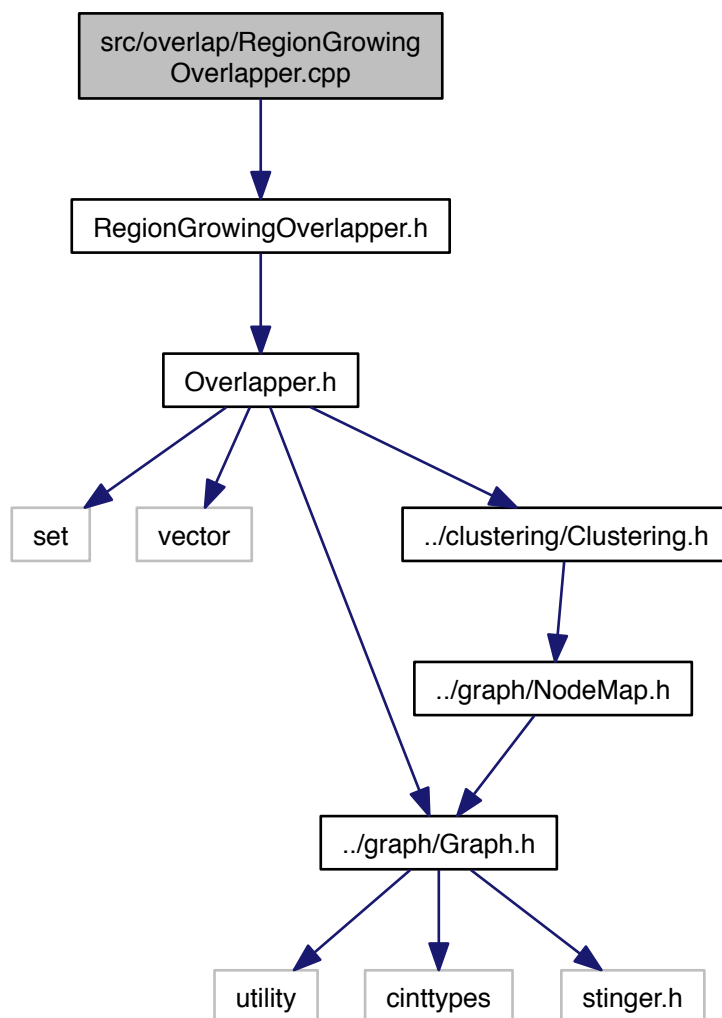 src/overlap/RegionGrowing
Overlapper.cpp
RegionGrowingOverlapper.h
Overlapper.h
set
vector
../clustering/Clustering.h
../graph/NodeMap.h
../graph/Graph.h
utility
cinttypes
stinger.h